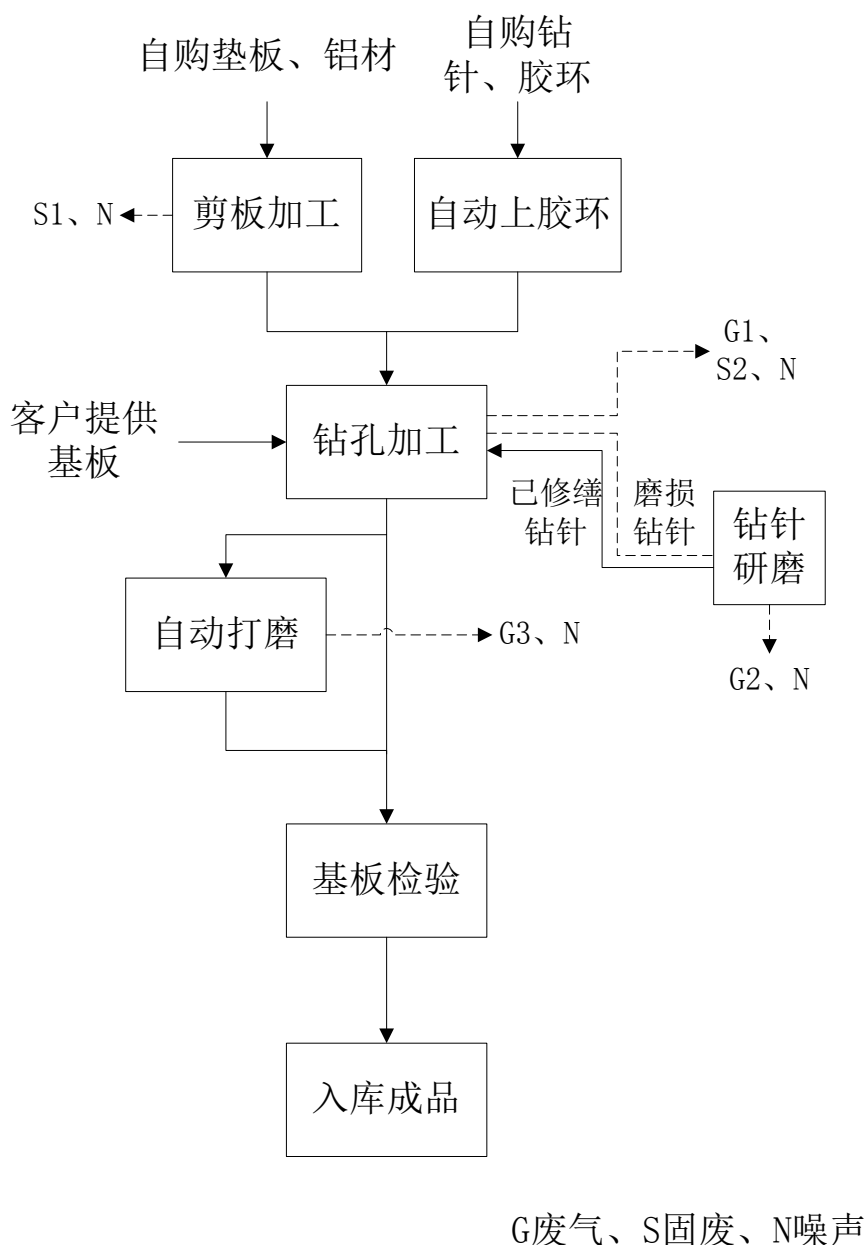 自购垫板、铝材
自购钻
针、胶环
S1、N
剪板加工
自动上胶环
G1、
S2、N
客户提供
基板
钻孔加工
已修缮
钻针
磨损
钻针
钻针
研磨
自动打磨
G3、N
G2、N
基板检验
入库成品
G废气、S固废、N噪声